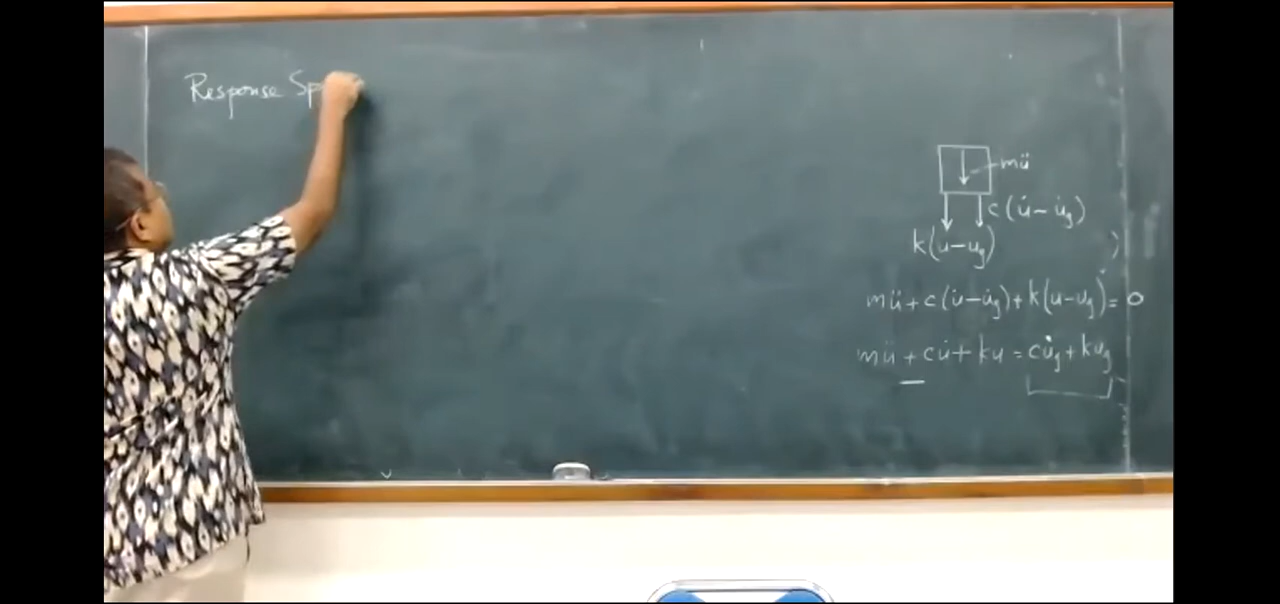 Response Sp
mü
c(u̇-u̇g)
k(u-ug)
mü+c(u̇-u̇g)+k(u-ug)=0
mü+cu̇+ku=cu̇g+kug